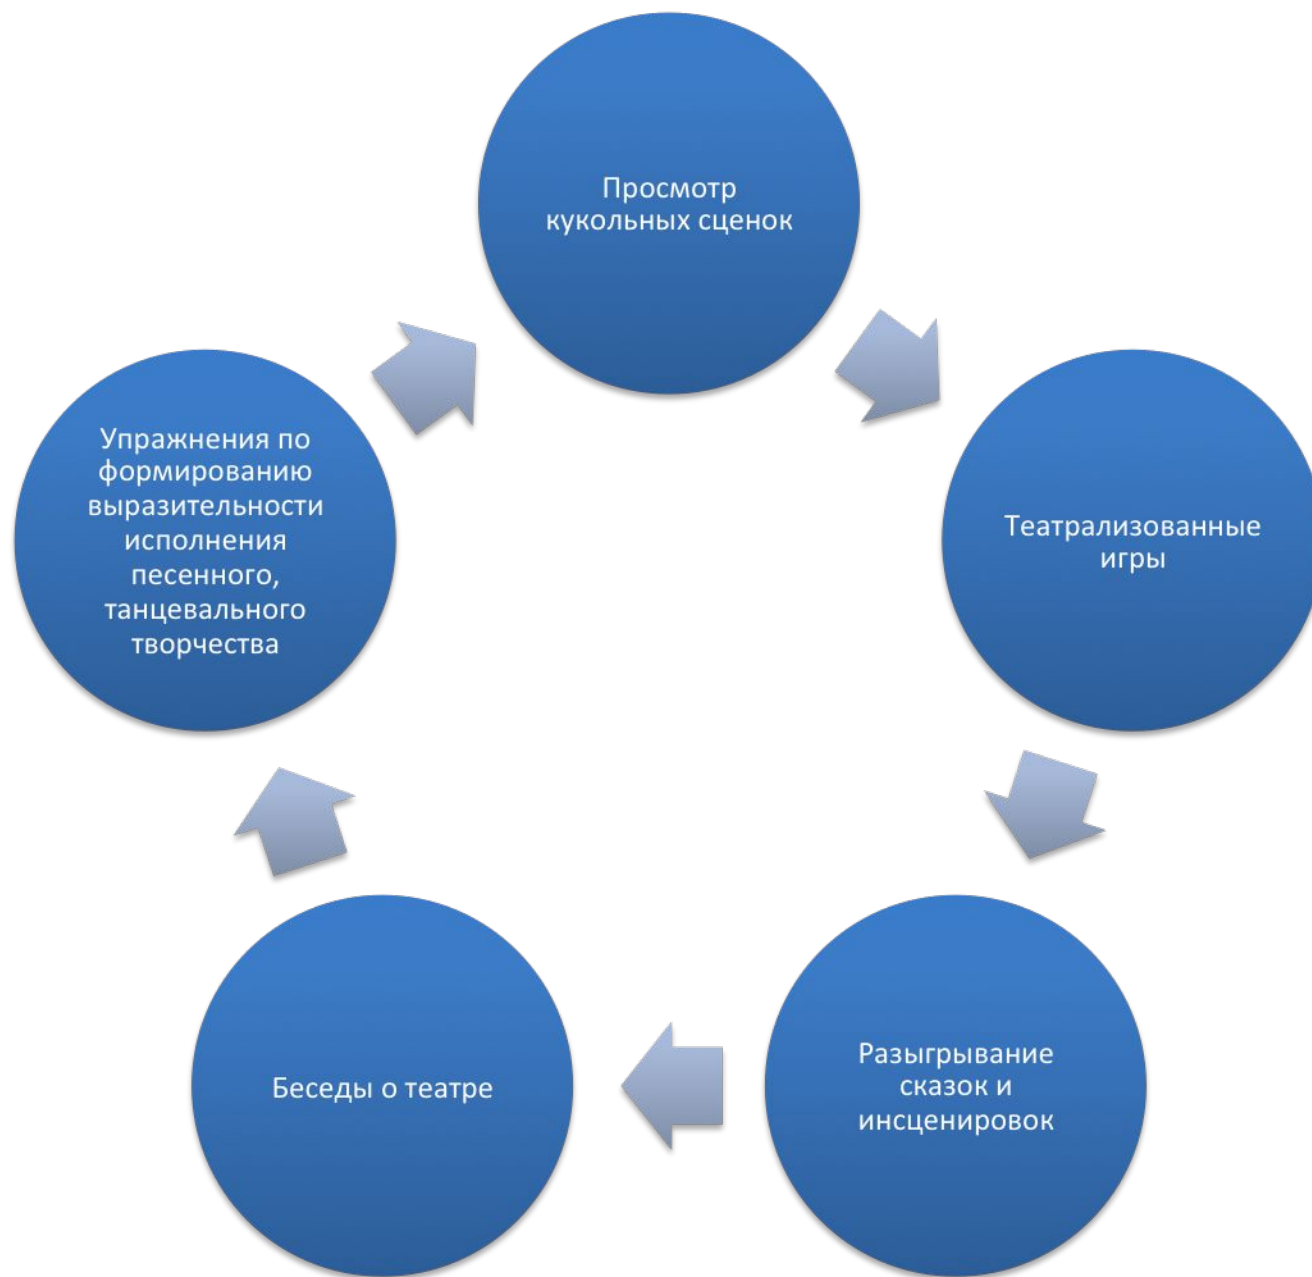 Просмотр
кукольных сценок
Театрализованные
игры
Разыгрывание
сказок и
инсценировок
Беседы о театре
Упражнения по
формированию
выразительности
исполнения
песенного,
танцевального
творчества